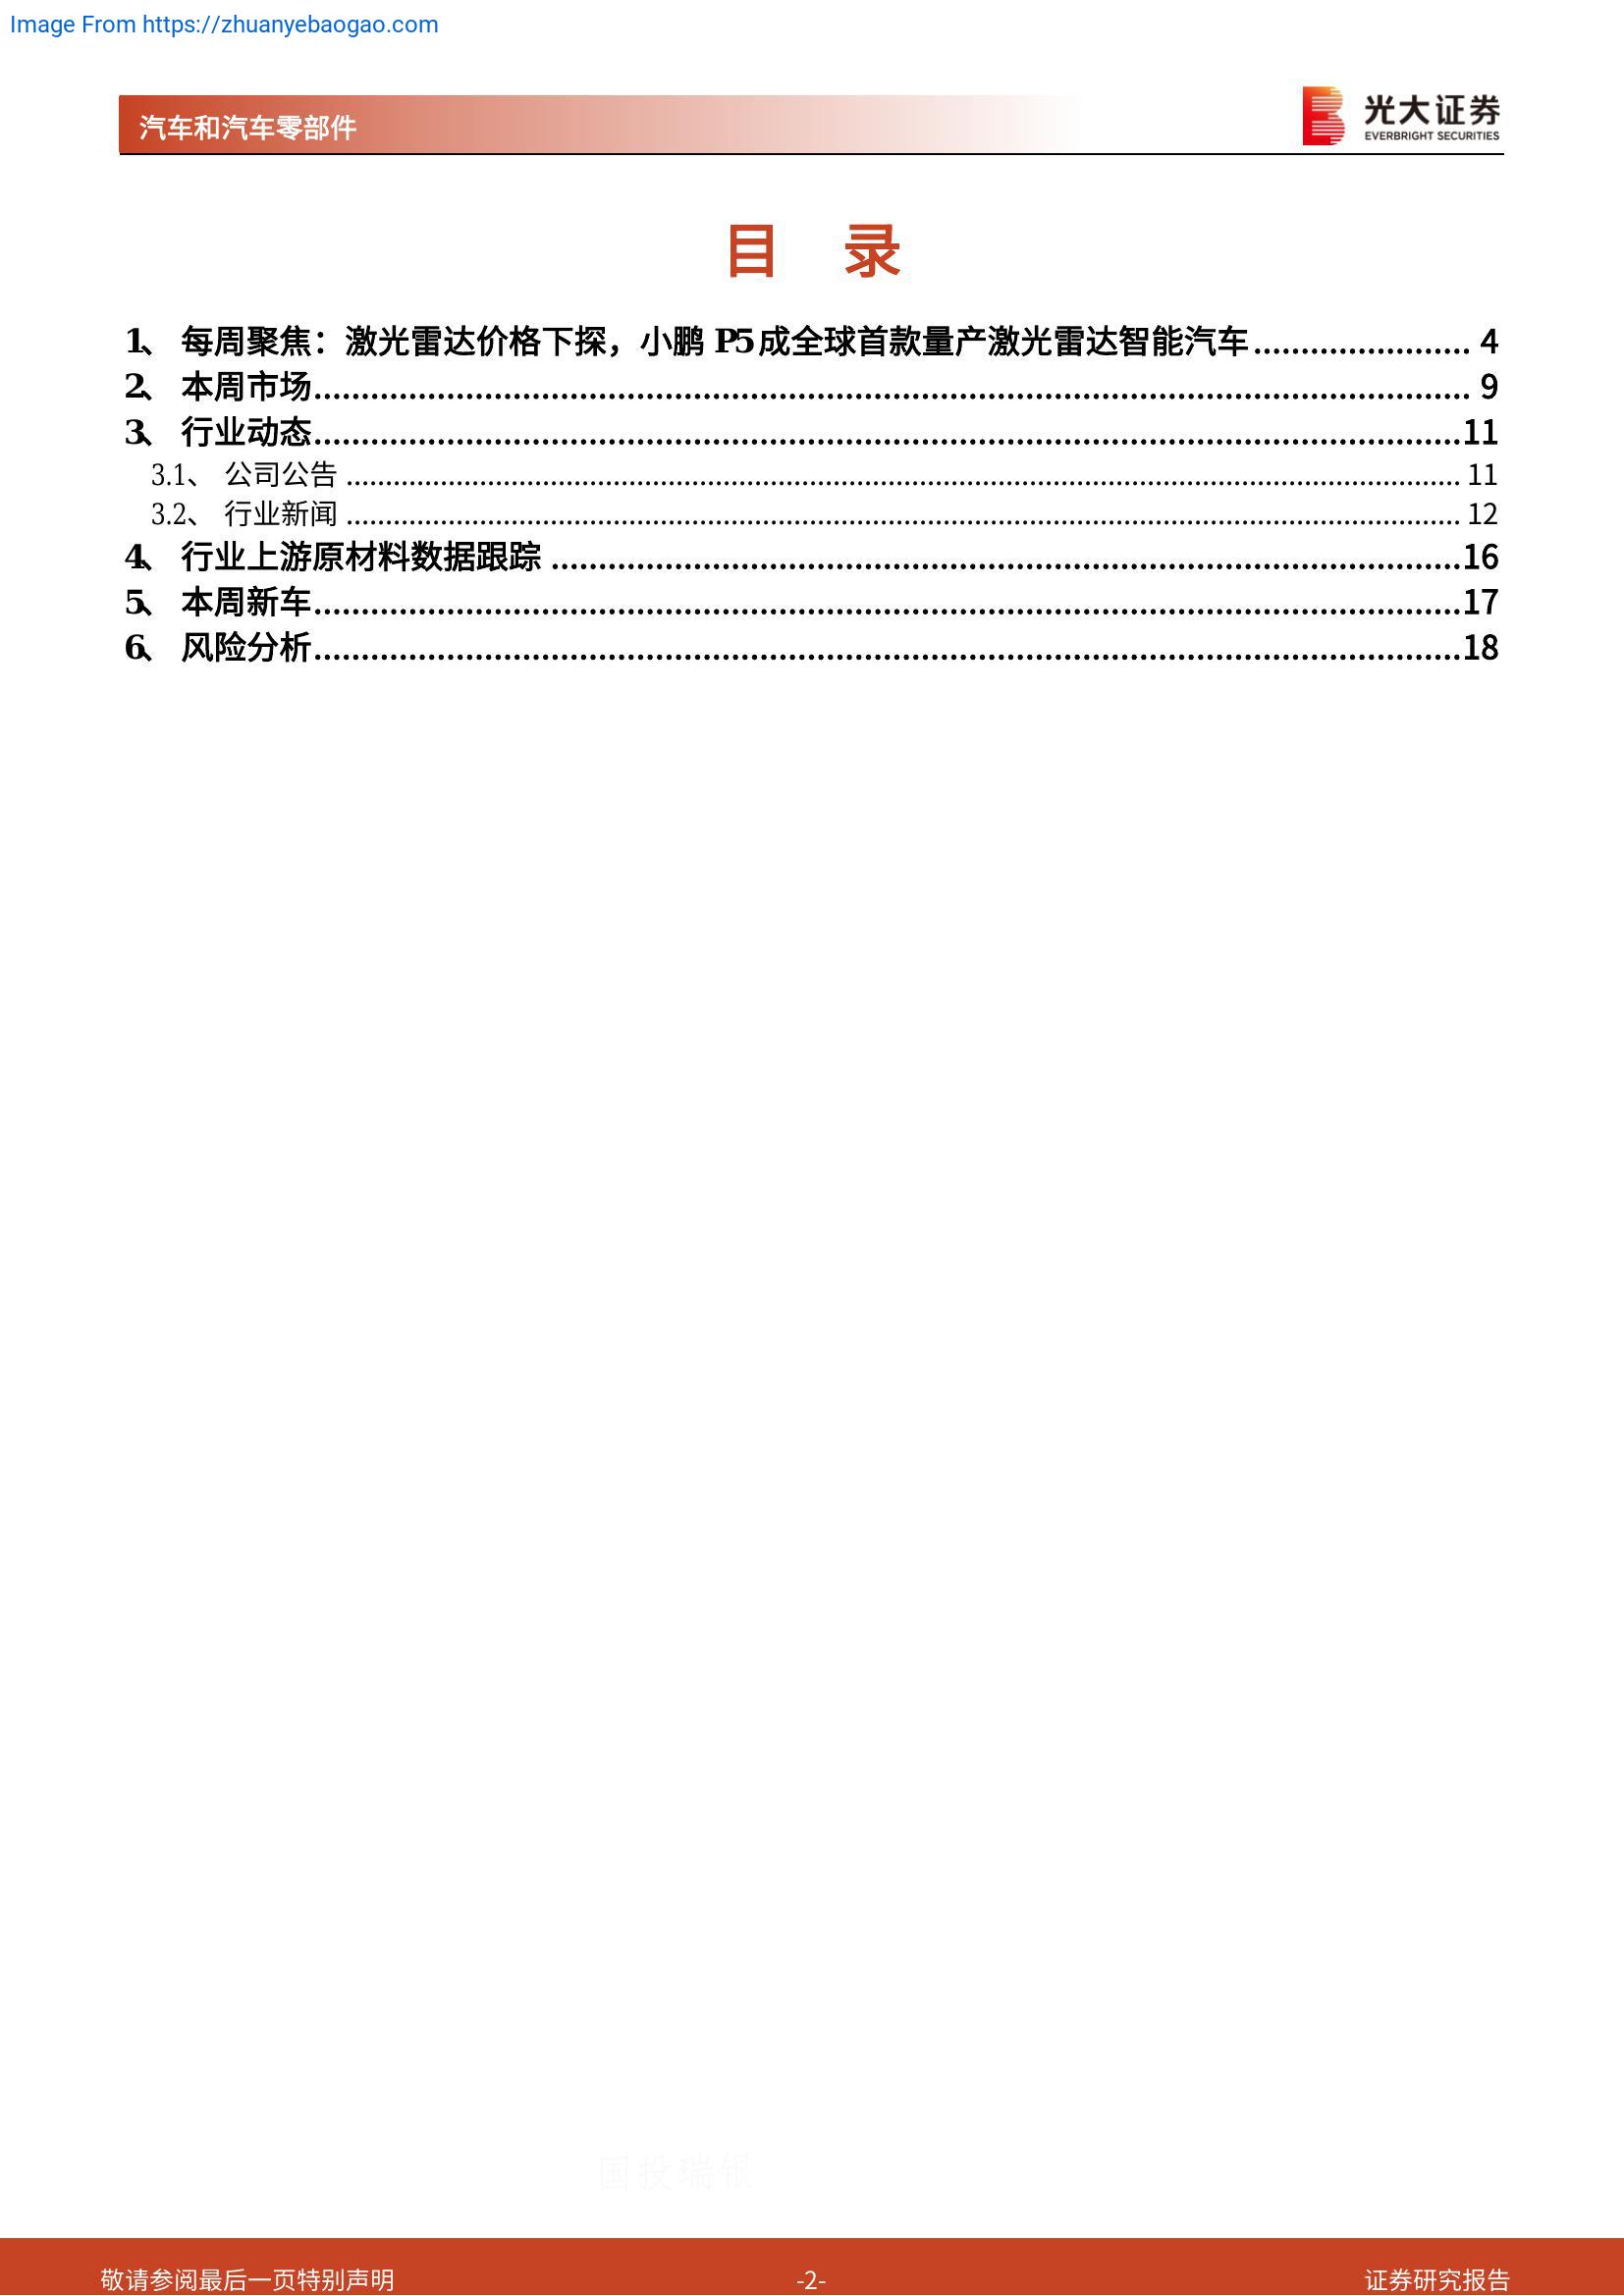 Image From https://zhuanyebaogao.com
汽车和汽车零部件
光大证券
EVERBRIGHT SECURITIES
目 录
1、 每周聚焦：激光雷达价格下探，小鹏 P5 成全球首款量产激光雷达智能汽车 ....................... 4
2、 本周市场 ........................................................................ 9
3、 行业动态 ........................................................................ 11
3.1、 公司公告 ........................................................................ 11
3.2、 行业新闻 ........................................................................ 12
4、 行业上游原材料数据跟踪 ........................................................................ 16
5、 本周新车 ........................................................................ 17
6、 风险分析 ........................................................................ 18
国投瑞银
敬请参阅最后一页特别声明
-2-
证券研究报告